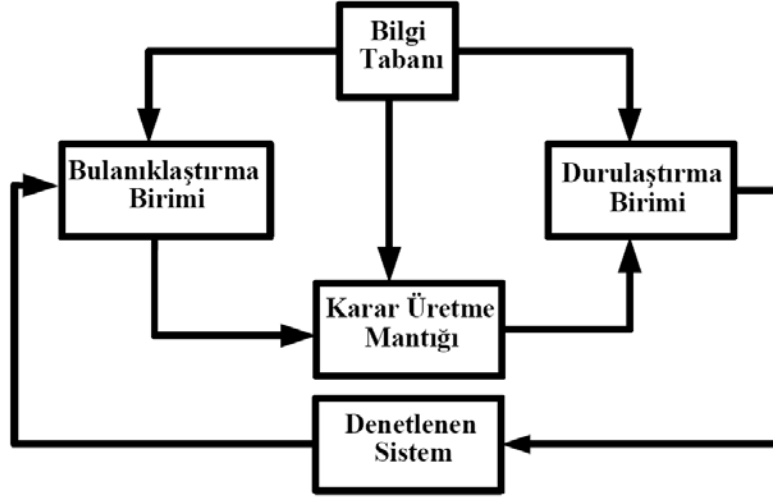 Bilgi
Tabanı
Bulanıklaştırma
Birimi
Durulaştırma
Birimi
Karar Üretme
Mantığı
Denetlenen
Sistem